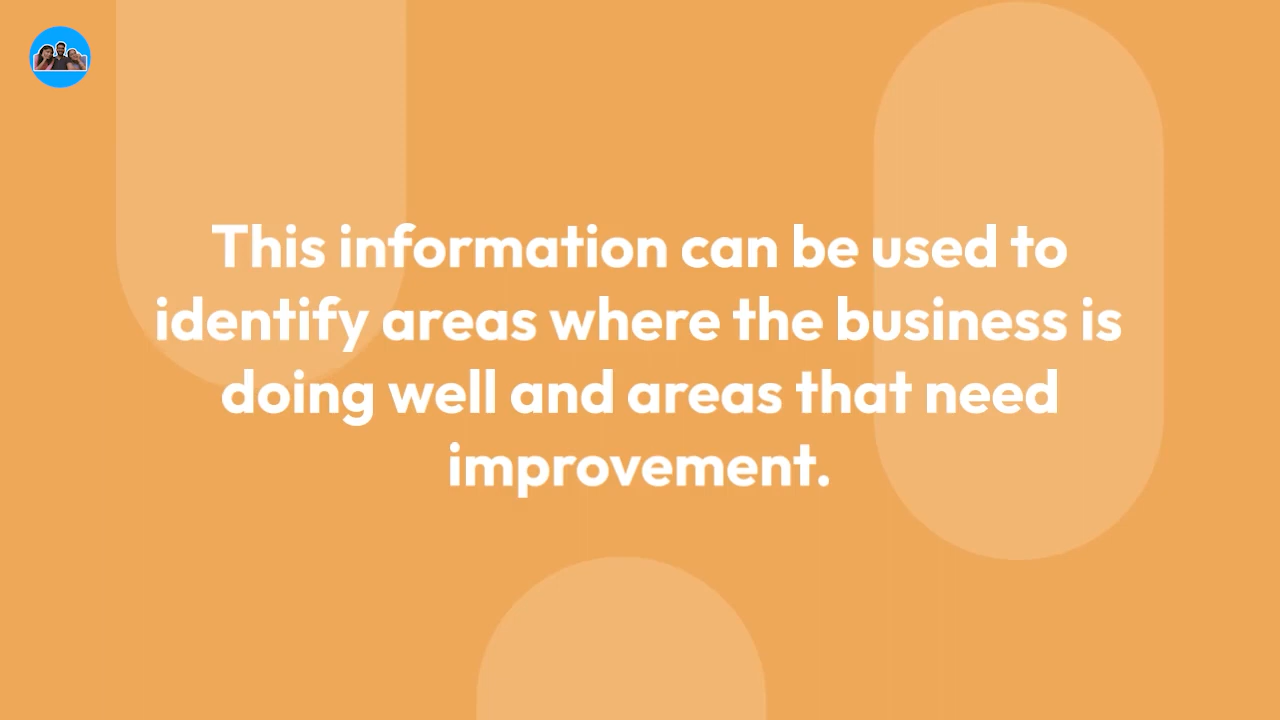 This information can be used to
identify areas where the business is
doing well and areas that need
improvement.